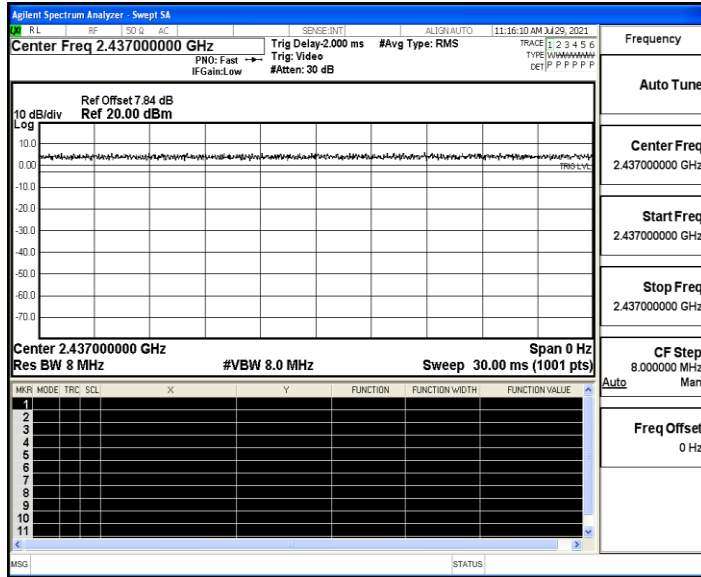 Agilent Spectrum Analyzer - Swept SA
RL RF 50 Ω AC SENSE:INT ALIGN AUTO 11:16:10 AM Jul 29, 2021
Center Freq 2.437000000 GHz
PNO: Fast
IFGain:Low
Trig Delay-2.000 ms
Trig: Video
#Atten: 30 dB
#Avg Type: RMS
TRACE 1 2 3 4 5 6
TYPE WWWWWW
DET P P P P P P
Ref Offset 7.84 dB
10 dB/div Ref 20.00 dBm
Log
10.0
0.00
TRIG LVL
-10.0
-20.0
-30.0
-40.0
-50.0
-60.0
-70.0
Center 2.437000000 GHz Span 0 Hz
Res BW 8 MHz #VBW 8.0 MHz Sweep 30.00 ms (1001 pts)
MKR MODE TRC SCL X Y FUNCTION FUNCTION WIDTH FUNCTION VALUE
1
2
3
4
5
6
7
8
9
10
11
MSG STATUS
Frequency
Auto Tune
Center Freq
2.437000000 GHz
Start Freq
2.437000000 GHz
Stop Freq
2.437000000 GHz
CF Step
8.000000 MHz
Auto Man
Freq Offset
0 Hz